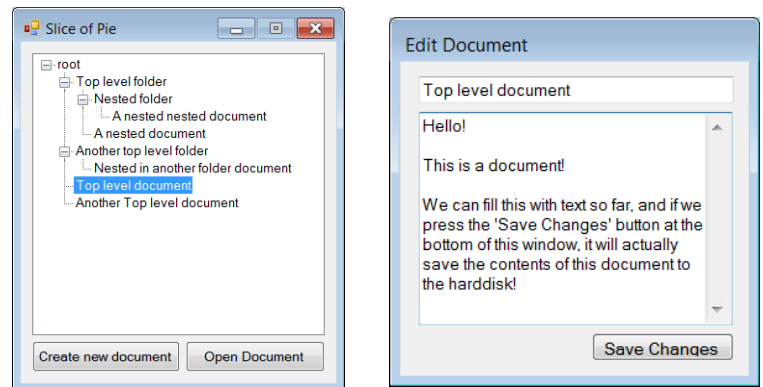 Slice of Pie
root
Top level folder
Nested folder
A nested nested document
A nested document
Another top level folder
Nested in another folder document
Top level document
Another Top level document
Create new document
Open Document
Edit Document
Top level document
Hello!
This is a document!
We can fill this with text so far, and if we
press the 'Save Changes' button at the
bottom of this window, it will actually
save the contents of this document to
the harddisk!
Save Changes